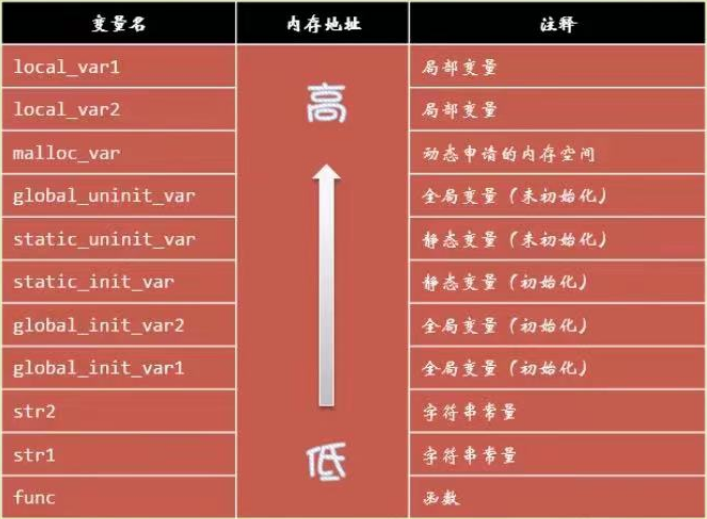 变量名 内存地址 注释
local_var1 局部变量
高
local_var2 局部变量
malloc_var 动态申请的内存空间
global_uninit_var 全局变量（未初始化）
static_uninit_var 静态变量（未初始化）
static_init_var 静态变量（初始化）
global_init_var2 全局变量（初始化）
global_init_var1 全局变量（初始化）
str2 字符串常量
低
str1 字符串常量
func 函数